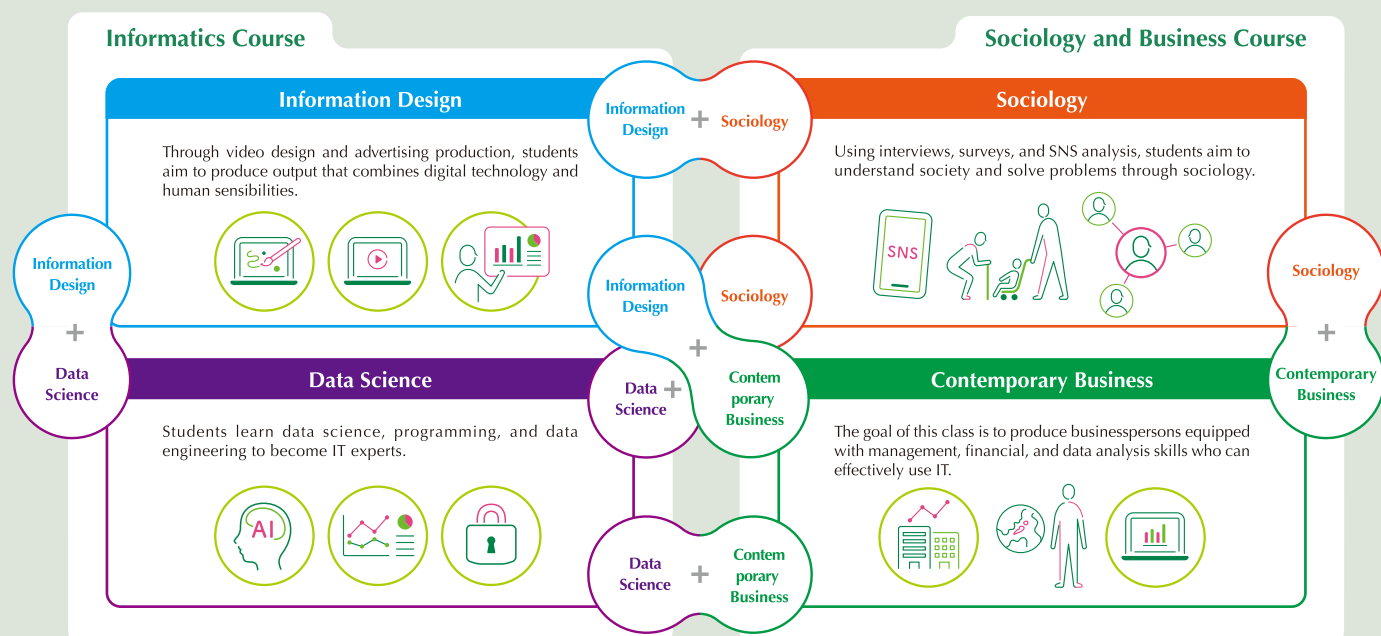 Informatics Course
Sociology and Business Course
Information Design
Through video design and advertising production, students
aim to produce output that combines digital technology and
human sensibilities.
Information
Design
+
Sociology
Sociology
Using interviews, surveys, and SNS analysis, students aim to
understand society and solve problems through sociology.
SNS
Information
Design
+
Data
Science
Information
Design
Sociology
+
Data
Science
+
Contem
porary
Business
Sociology
+
Contemporary
Business
Data Science
Students learn data science, programming, and data
engineering to become IT experts.
AI
Contemporary Business
The goal of this class is to produce businesspersons equipped
with management, financial, and data analysis skills who can
effectively use IT.
Data
Science
+
Contem
porary
Business